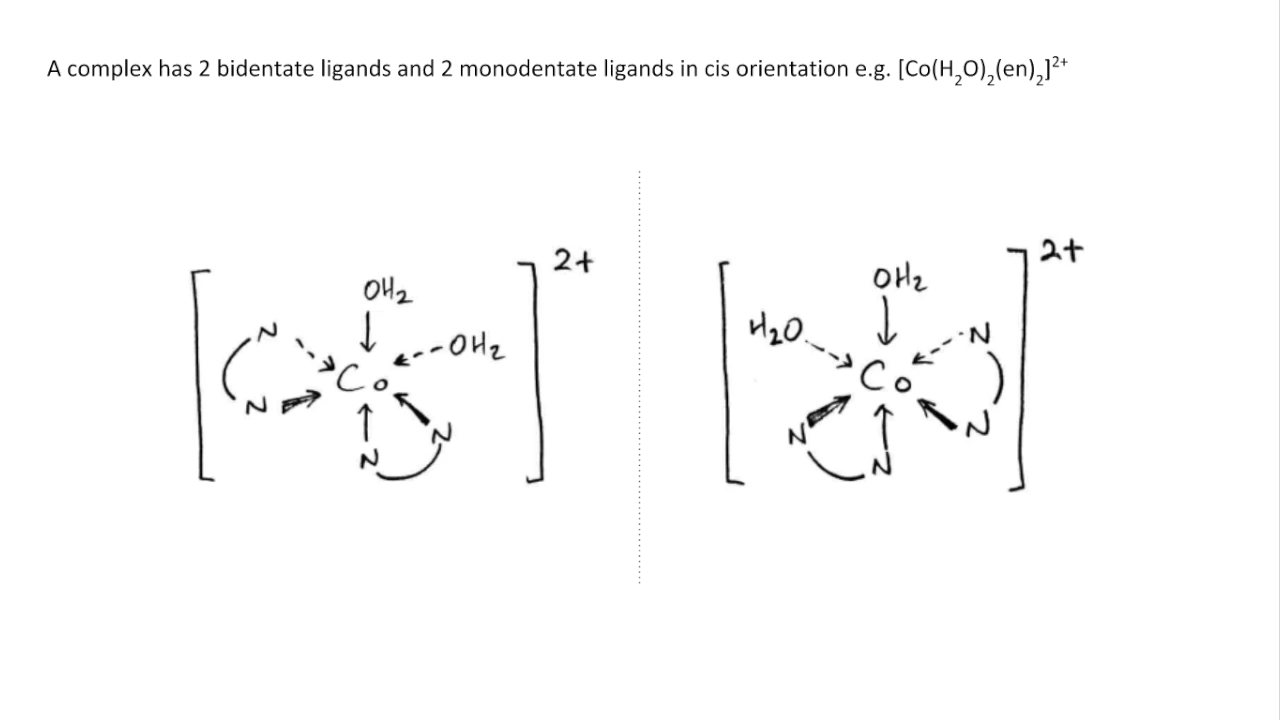 A complex has 2 bidentate ligands and 2 monodentate ligands in cis orientation e.g. [Co(H₂O)₂(en)₂]²⁺
2+
OH₂
N
OH₂
Co
N
N
N
2+
OH₂
H₂O
N
Co
N
N
N